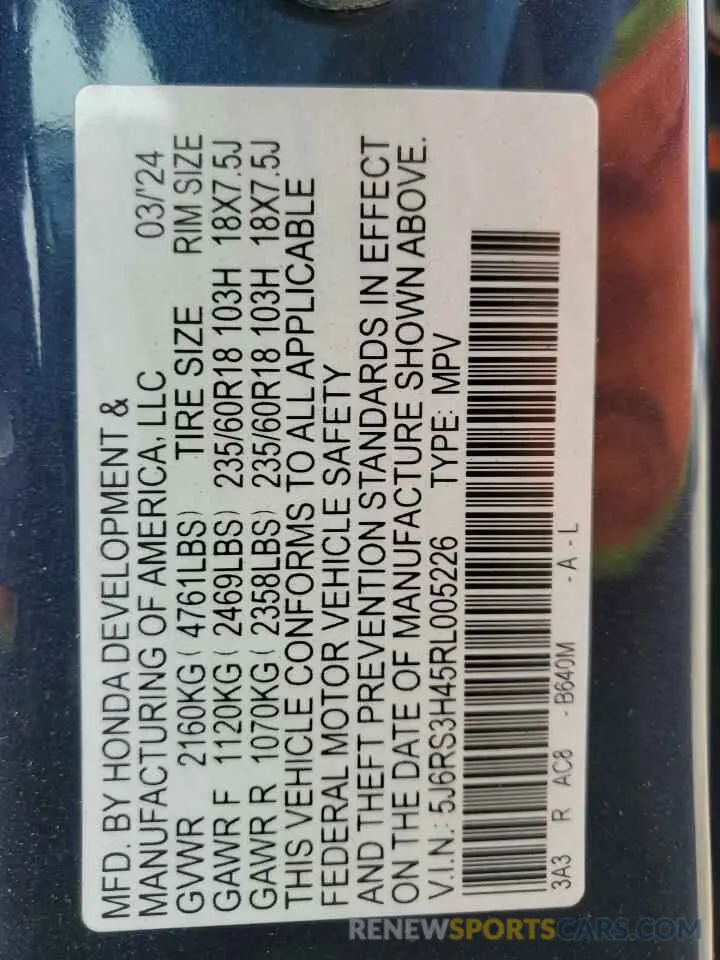 MFD. BY HONDA DEVELOPMENT & 03/'24
MANUFACTURING OF AMERICA, LLC
GVWR 2160KG ( 4761LBS) TIRE SIZE RIM SIZE
GAWR F 1120KG ( 2469LBS) 235/60R18 103H 18X7.5J
GAWR R 1070KG ( 2358LBS) 235/60R18 103H 18X7.5J
THIS VEHICLE CONFORMS TO ALL APPLICABLE
FEDERAL MOTOR VEHICLE SAFETY
AND THEFT PREVENTION STANDARDS IN EFFECT
ON THE DATE OF MANUFACTURE SHOWN ABOVE.
V.I.N.: 5J6RS3H45RL005226 TYPE: MPV
3A3 R AC8 - B640M - A - L
RENEWSPORTSCARS.COM